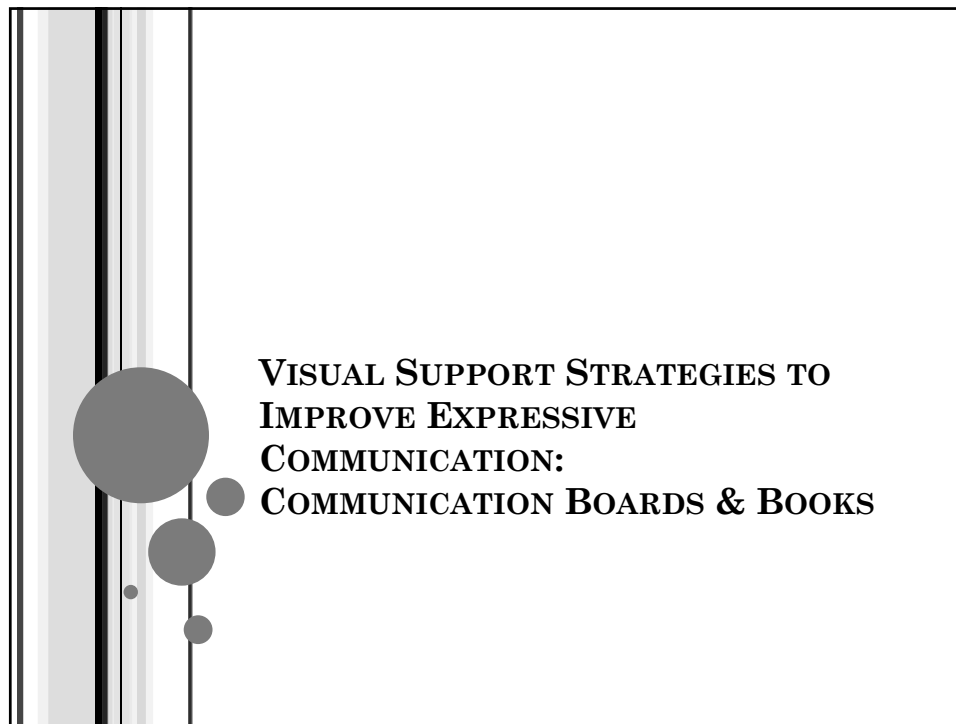 Visual Support Strategies to
Improve Expressive
Communication:
Communication Boards & Books